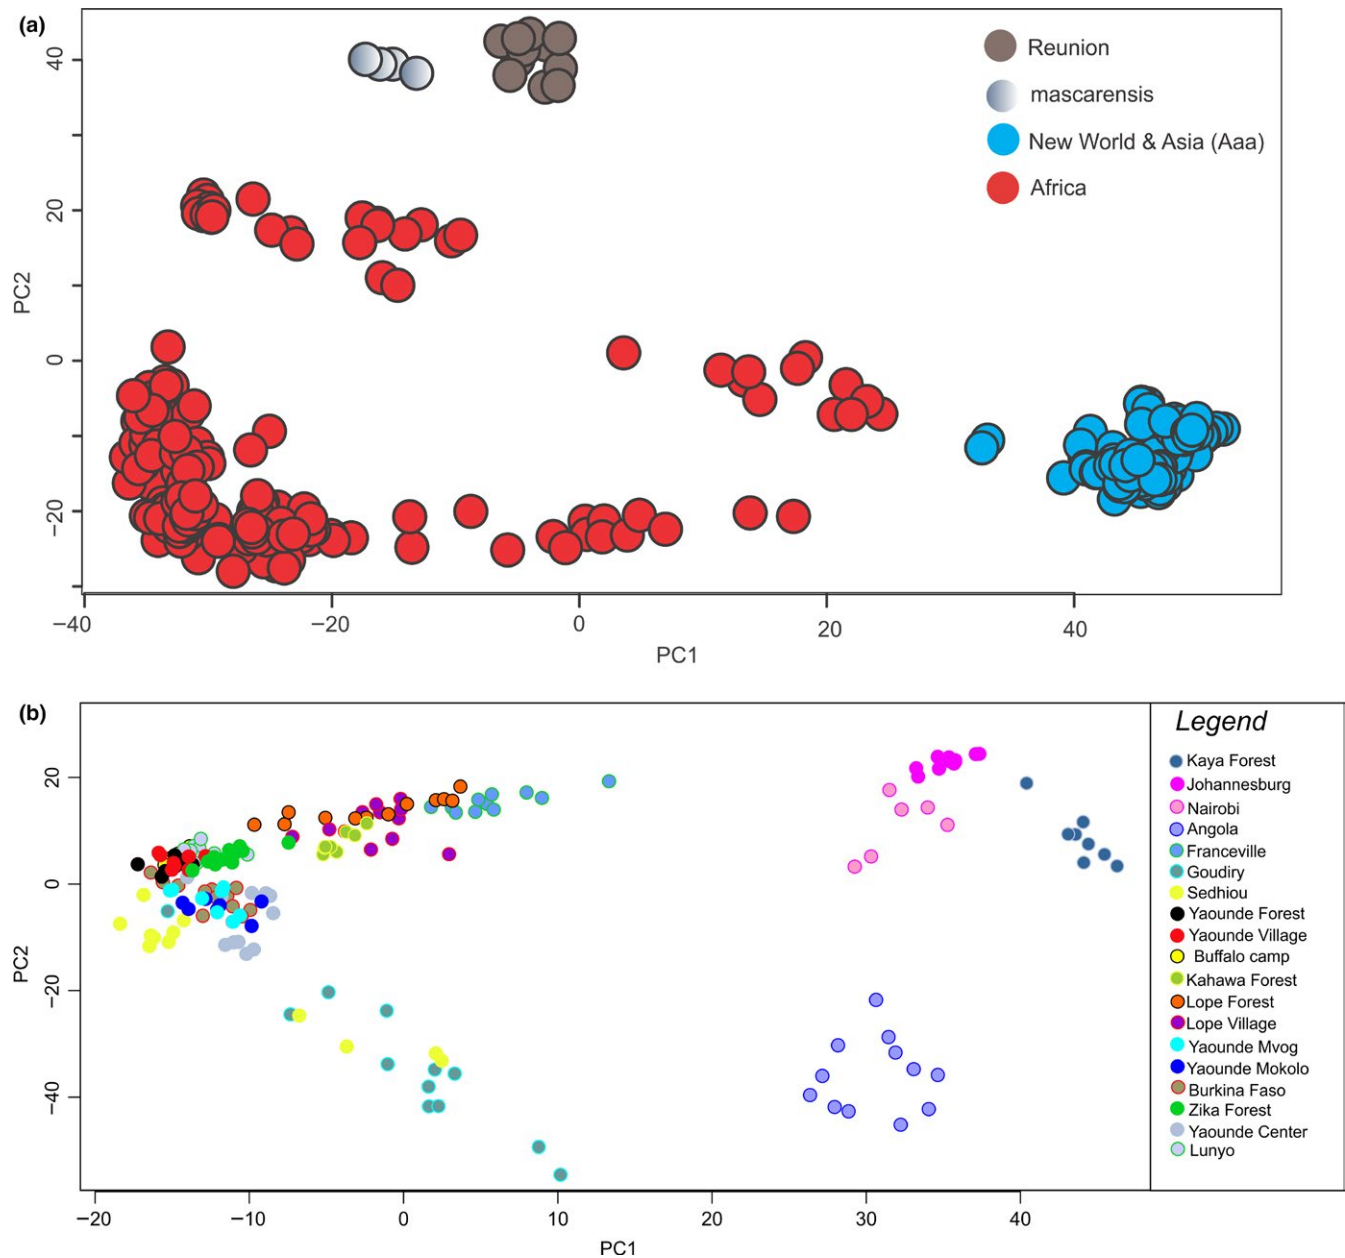 (a)
40
20
0
−20
PC2
Reunion
mascarensis
New World & Asia (Aaa)
Africa
−40
−20
0
20
40
PC1
(b)
20
0
−20
−40
PC2
−20
−10
0
10
20
30
40
PC1
Legend
Kaya Forest
Johannesburg
Nairobi
Angola
Franceville
Goudiry
Sedhiou
Yaounde Forest
Yaounde Village
Buffalo camp
Kahawa Forest
Lope Forest
Lope Village
Yaounde Mvog
Yaounde Mokolo
Burkina Faso
Zika Forest
Yaounde Center
Lunyo